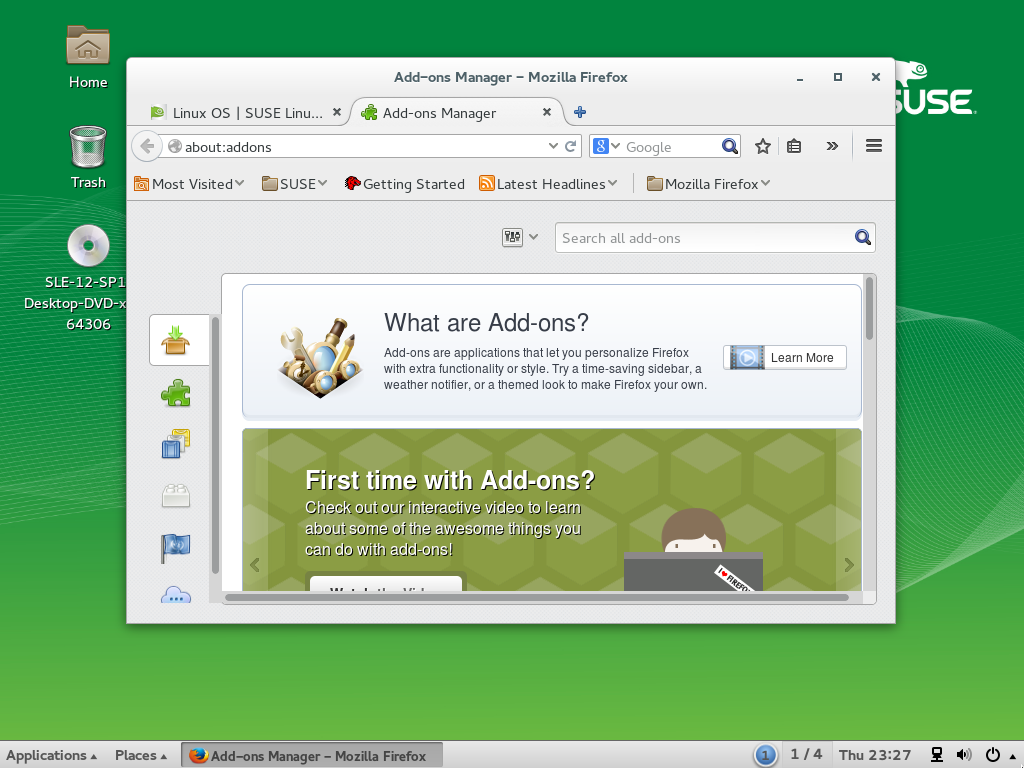 Home
Trash
SLE-12-SP1
Desktop-DVD-x
64306
SUSE
Add-ons Manager - Mozilla Firefox
Linux OS | SUSE Linu...
Add-ons Manager
about:addons
8
Google
Most Visited
SUSE
Getting Started
Latest Headlines
Mozilla Firefox
Search all add-ons
What are Add-ons?
Add-ons are applications that let you personalize Firefox
with extra functionality or style. Try a time-saving sidebar, a
weather notifier, or a themed look to make Firefox your own.
Learn More
First time with Add-ons?
Check out our interactive video to learn
about some of the awesome things you
can do with add-ons!
Watch the Video
I ♥ FIREFOX
Applications
Places
Add-ons Manager - Mozilla Firefox
1
1 / 4
Thu 23:27